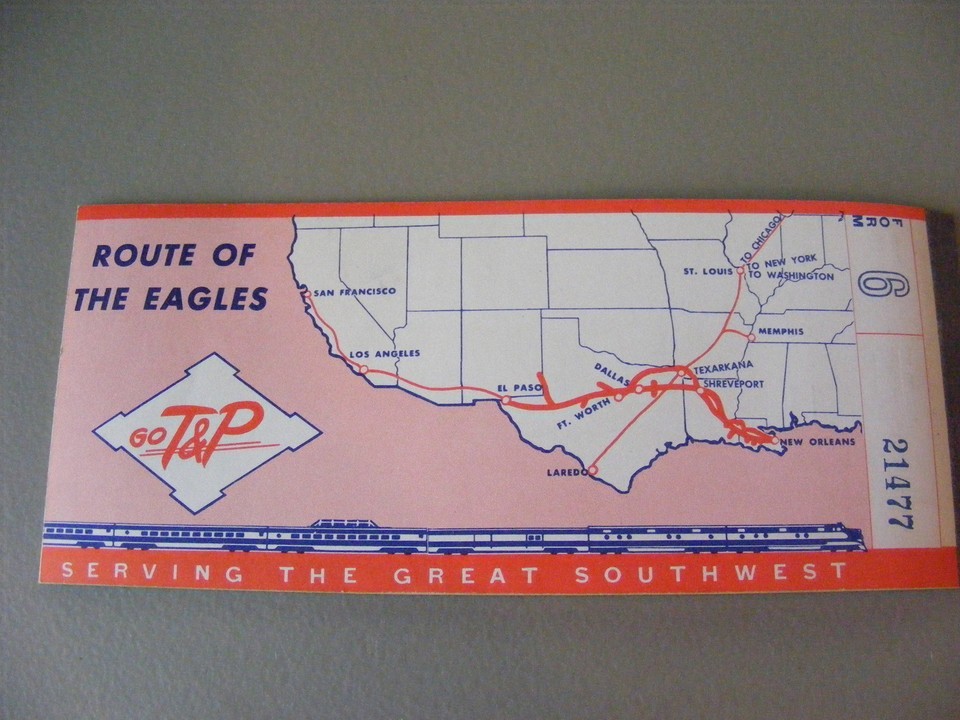 ROUTE OF
THE EAGLES
GO T&P
SAN FRANCISCO
LOS ANGELES
EL PASO
DALLAS
FT. WORTH
LAREDO
TO CHICAGO
ST. LOUIS
TO NEW YORK
TO WASHINGTON
MEMPHIS
TEXARKANA
SHREVEPORT
NEW ORLEANS
SERVING THE GREAT SOUTHWEST
FORM
6
21477